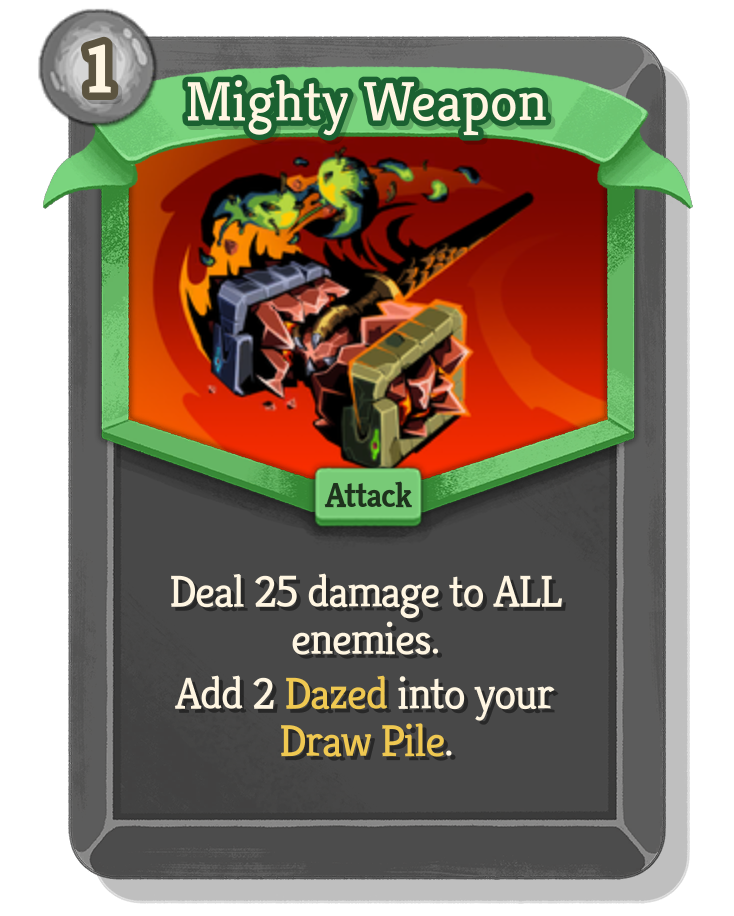 1
Mighty Weapon
Attack
Deal 25 damage to ALL
enemies.
Add 2 Dazed into your
Draw Pile.